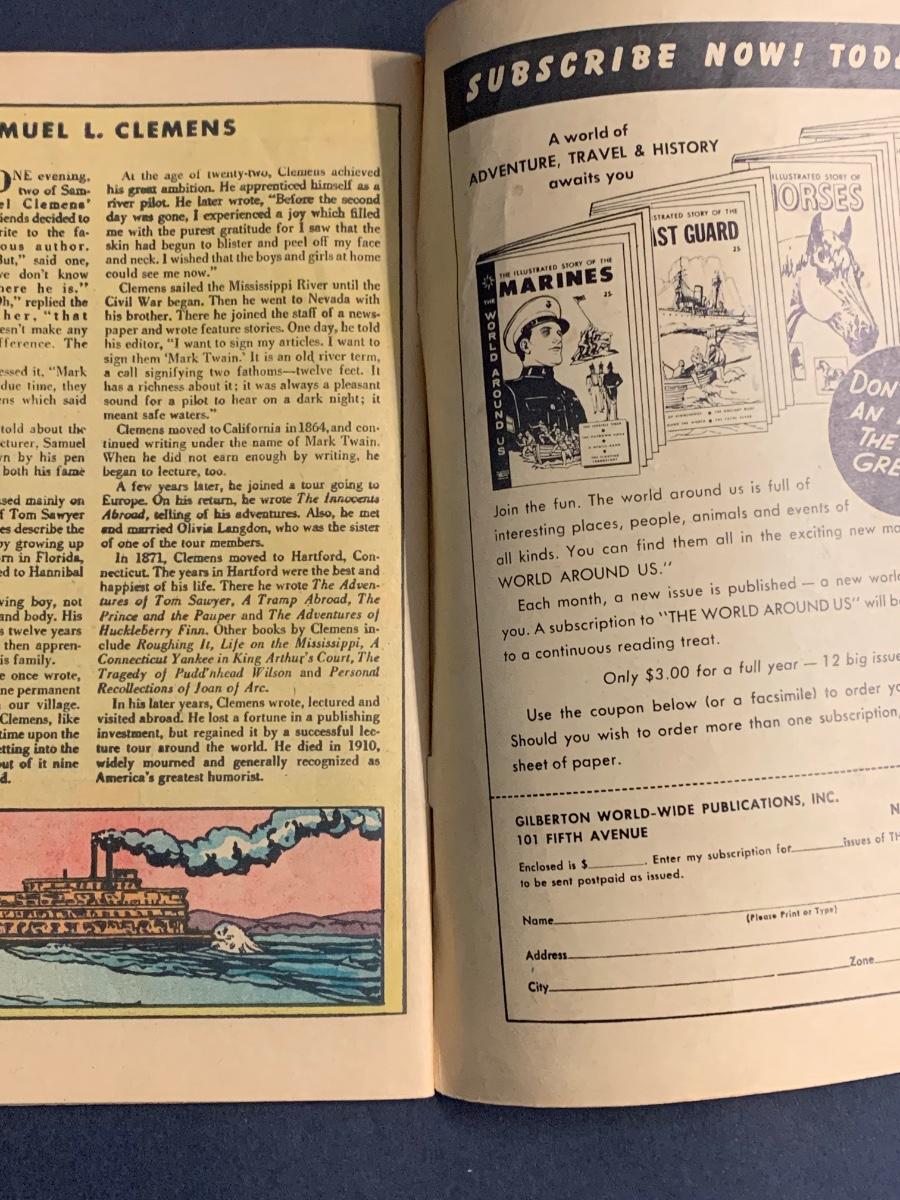 MUEL L. CLEMENS
NE evening,
two of Sam-
el Clemens'
iends decided to
rite to the fa-
ous author.
But," said one,
e don't know
here he is."
h," replied the
her, "that
esn't make any
fference. The
essed it, "Mark
due time, they
ens which said
told about the
cturer, Samuel
n by his pen
both his fame
sed mainly on
f Tom Sawyer
es describe the
oy growing up
rn in Florida,
ed to Hannibal
ving boy, not
and body. His
s twelve years
then appren-
is family.
e once wrote,
ne permanent
our village.
Clemens, like
time upon the
etting into the
out of it nine
d.
At the age of twenty-two, Clemens achieved
his great ambition. He apprenticed himself as a
river pilot. He later wrote, "Before the second
day was gone, I experienced a joy which filled
me with the purest gratitude for I saw that the
skin had begun to blister and peel off my face
and neck. I wished that the boys and girls at home
could see me now."
Clemens sailed the Mississippi River until the
Civil War began. Then he went to Nevada with
his brother. There he joined the staff of a news-
paper and wrote feature stories. One day, he told
his editor, "I want to sign my articles. I want to
sign them 'Mark Twain.' It is an old river term,
a call signifying two fathoms—twelve feet. It
has a richness about it; it was always a pleasant
sound for a pilot to hear on a dark night; it
meant safe waters."
Clemens moved to California in 1864, and con-
tinued writing under the name of Mark Twain.
When he did not earn enough by writing, he
began to lecture, too.
A few years later, he joined a tour going to
Europe. On his return, he wrote The Innocents
Abroad, telling of his adventures. Also, he met
and married Olivia Langdon, who was the sister
of one of the tour members.
In 1871, Clemens moved to Hartford, Con-
necticut. The years in Hartford were the best and
happiest of his life. There he wrote The Adven-
tures of Tom Sawyer, A Tramp Abroad, The
Prince and the Pauper and The Adventures of
Huckleberry Finn. Other books by Clemens in-
clude Roughing It, Life on the Mississippi, A
Connecticut Yankee in King Arthur's Court, The
Tragedy of Pudd'nhead Wilson and Personal
Recollections of Joan of Arc.
In his later years, Clemens wrote, lectured and
visited abroad. He lost a fortune in a publishing
investment, but regained it by a successful lec-
ture tour around the world. He died in 1910,
widely mourned and generally recognized as
America's greatest humorist.
SUBSCRIBE NOW! TOD
A world of
ADVENTURE, TRAVEL & HISTORY
awaits you
THE ILLUSTRATED STORY OF THE
MARINES
25¢
THE WORLD AROUND US
STRATED STORY OF THE
AST GUARD
25
ILLUSTRATED STORY OF
HORSES
DON
AN
THE
GRE
Join the fun. The world around us is full of
interesting places, people, animals and events of
all kinds. You can find them all in the exciting new ma
WORLD AROUND US."
Each month, a new issue is published — a new worl
you. A subscription to "THE WORLD AROUND US" will b
to a continuous reading treat.
Only $3.00 for a full year — 12 big issue
Use the coupon below (or a facsimile) to order yo
Should you wish to order more than one subscription,
sheet of paper.
GILBERTON WORLD-WIDE PUBLICATIONS, INC.
101 FIFTH AVENUE N
Enclosed is $ . Enter my subscription for issues of TH
to be sent postpaid as issued.
Name
(Please Print or Type)
Address
City Zone